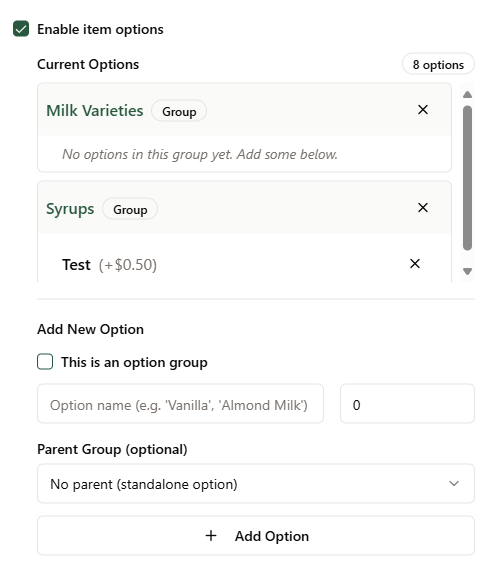 Enable item options
Current Options 8 options
Milk Varieties Group
No options in this group yet. Add some below.
Syrups Group
Test (+$0.50)
Add New Option
This is an option group
Option name (e.g. 'Vanilla', 'Almond Milk') 0
Parent Group (optional)
No parent (standalone option)
Add Option